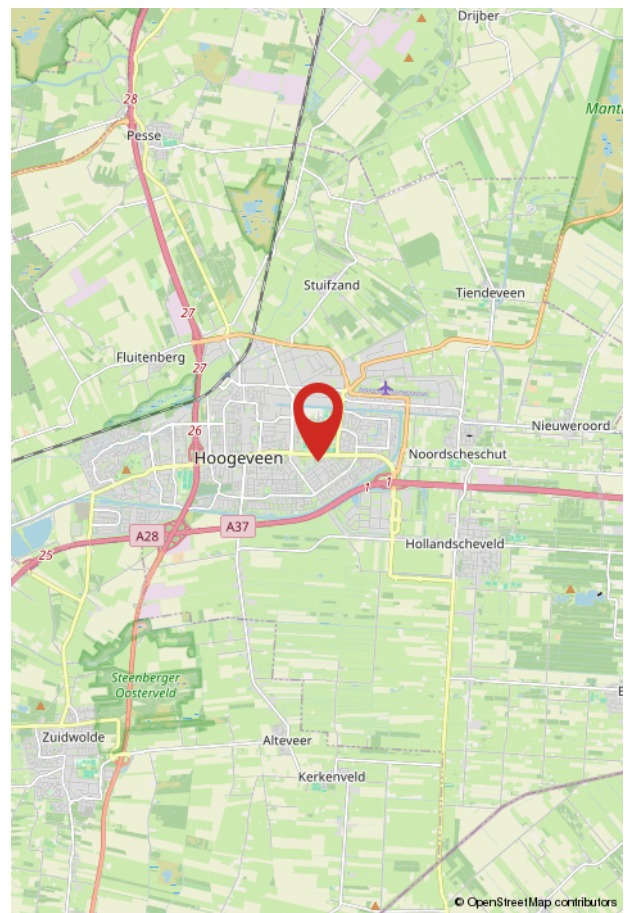 Drijber
28
Mant
Pesse
Stuifzand
Tiendeveen
27
Fluitenberg
27
26
Nieuweroord
Hoogeveen
Noordscheschut
1
1
A28
A37
25
Hollandscheveld
Steenberger
Oosterveld
Zuidwolde
Alteveer
Kerkenveld
© OpenStreetMap contributors